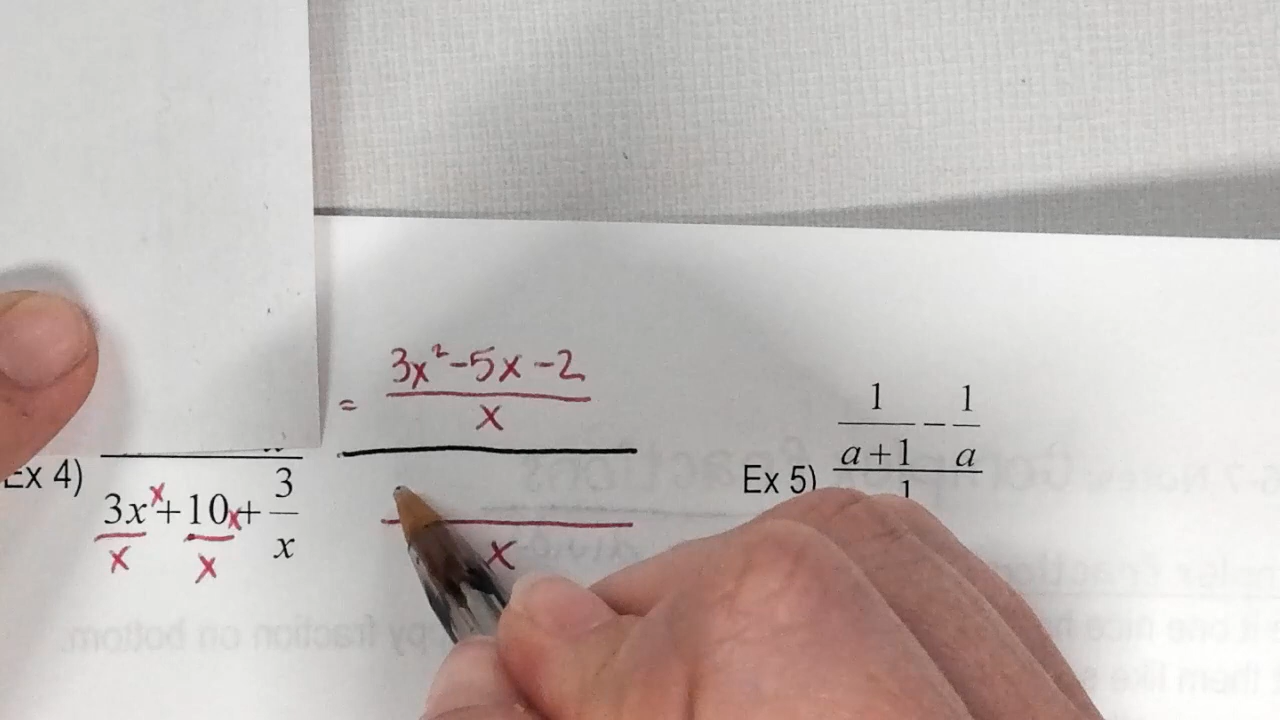 = 3x²-5x-2
x
x
Ex 4) 3x x + 10 x + 3
x x x
Ex 5) 1 - 1
a+1 a
1